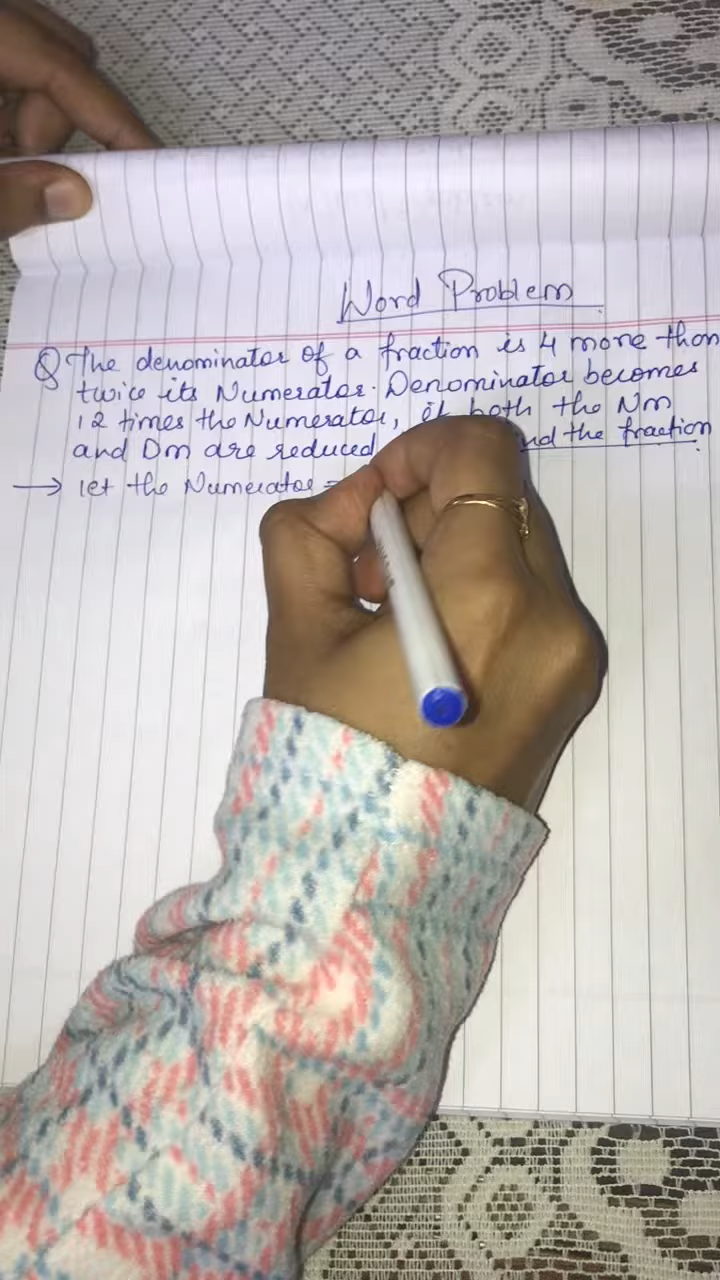 Word Problem
Q The denominator of a fraction is 4 more than
twice its Numerator. Denominator becomes
12 times the Numerator, if both the Nm
and Dm are reduced nd the fraction
→ let the Numerator =